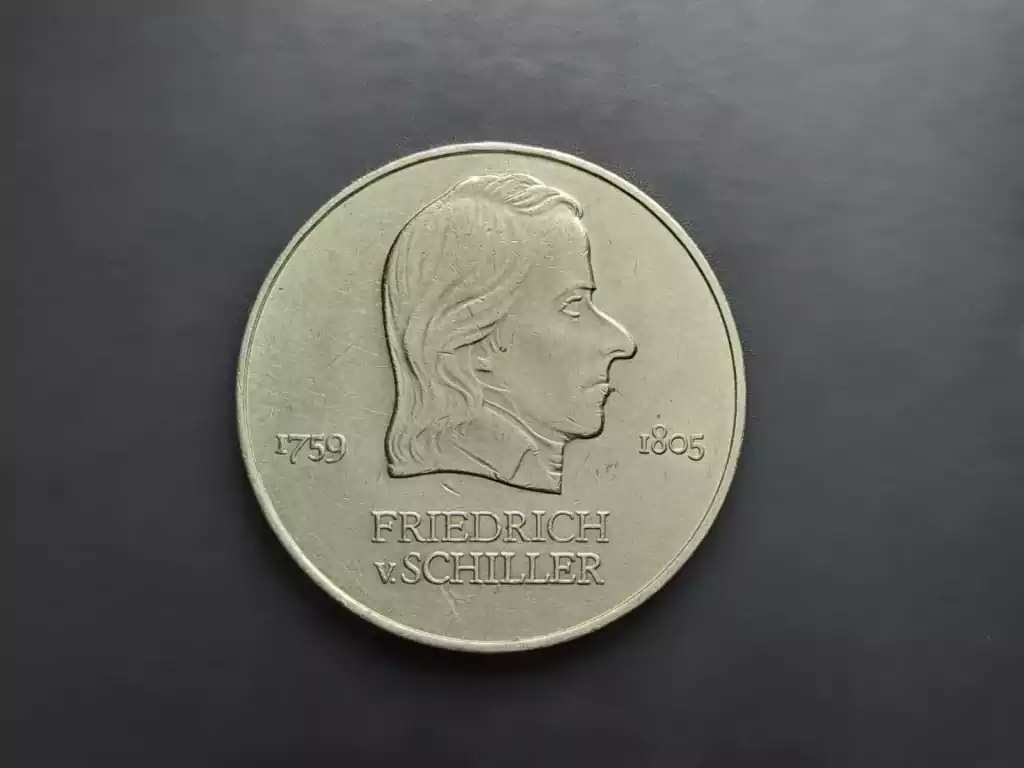 1759 1805
FRIEDRICH
v. SCHILLER